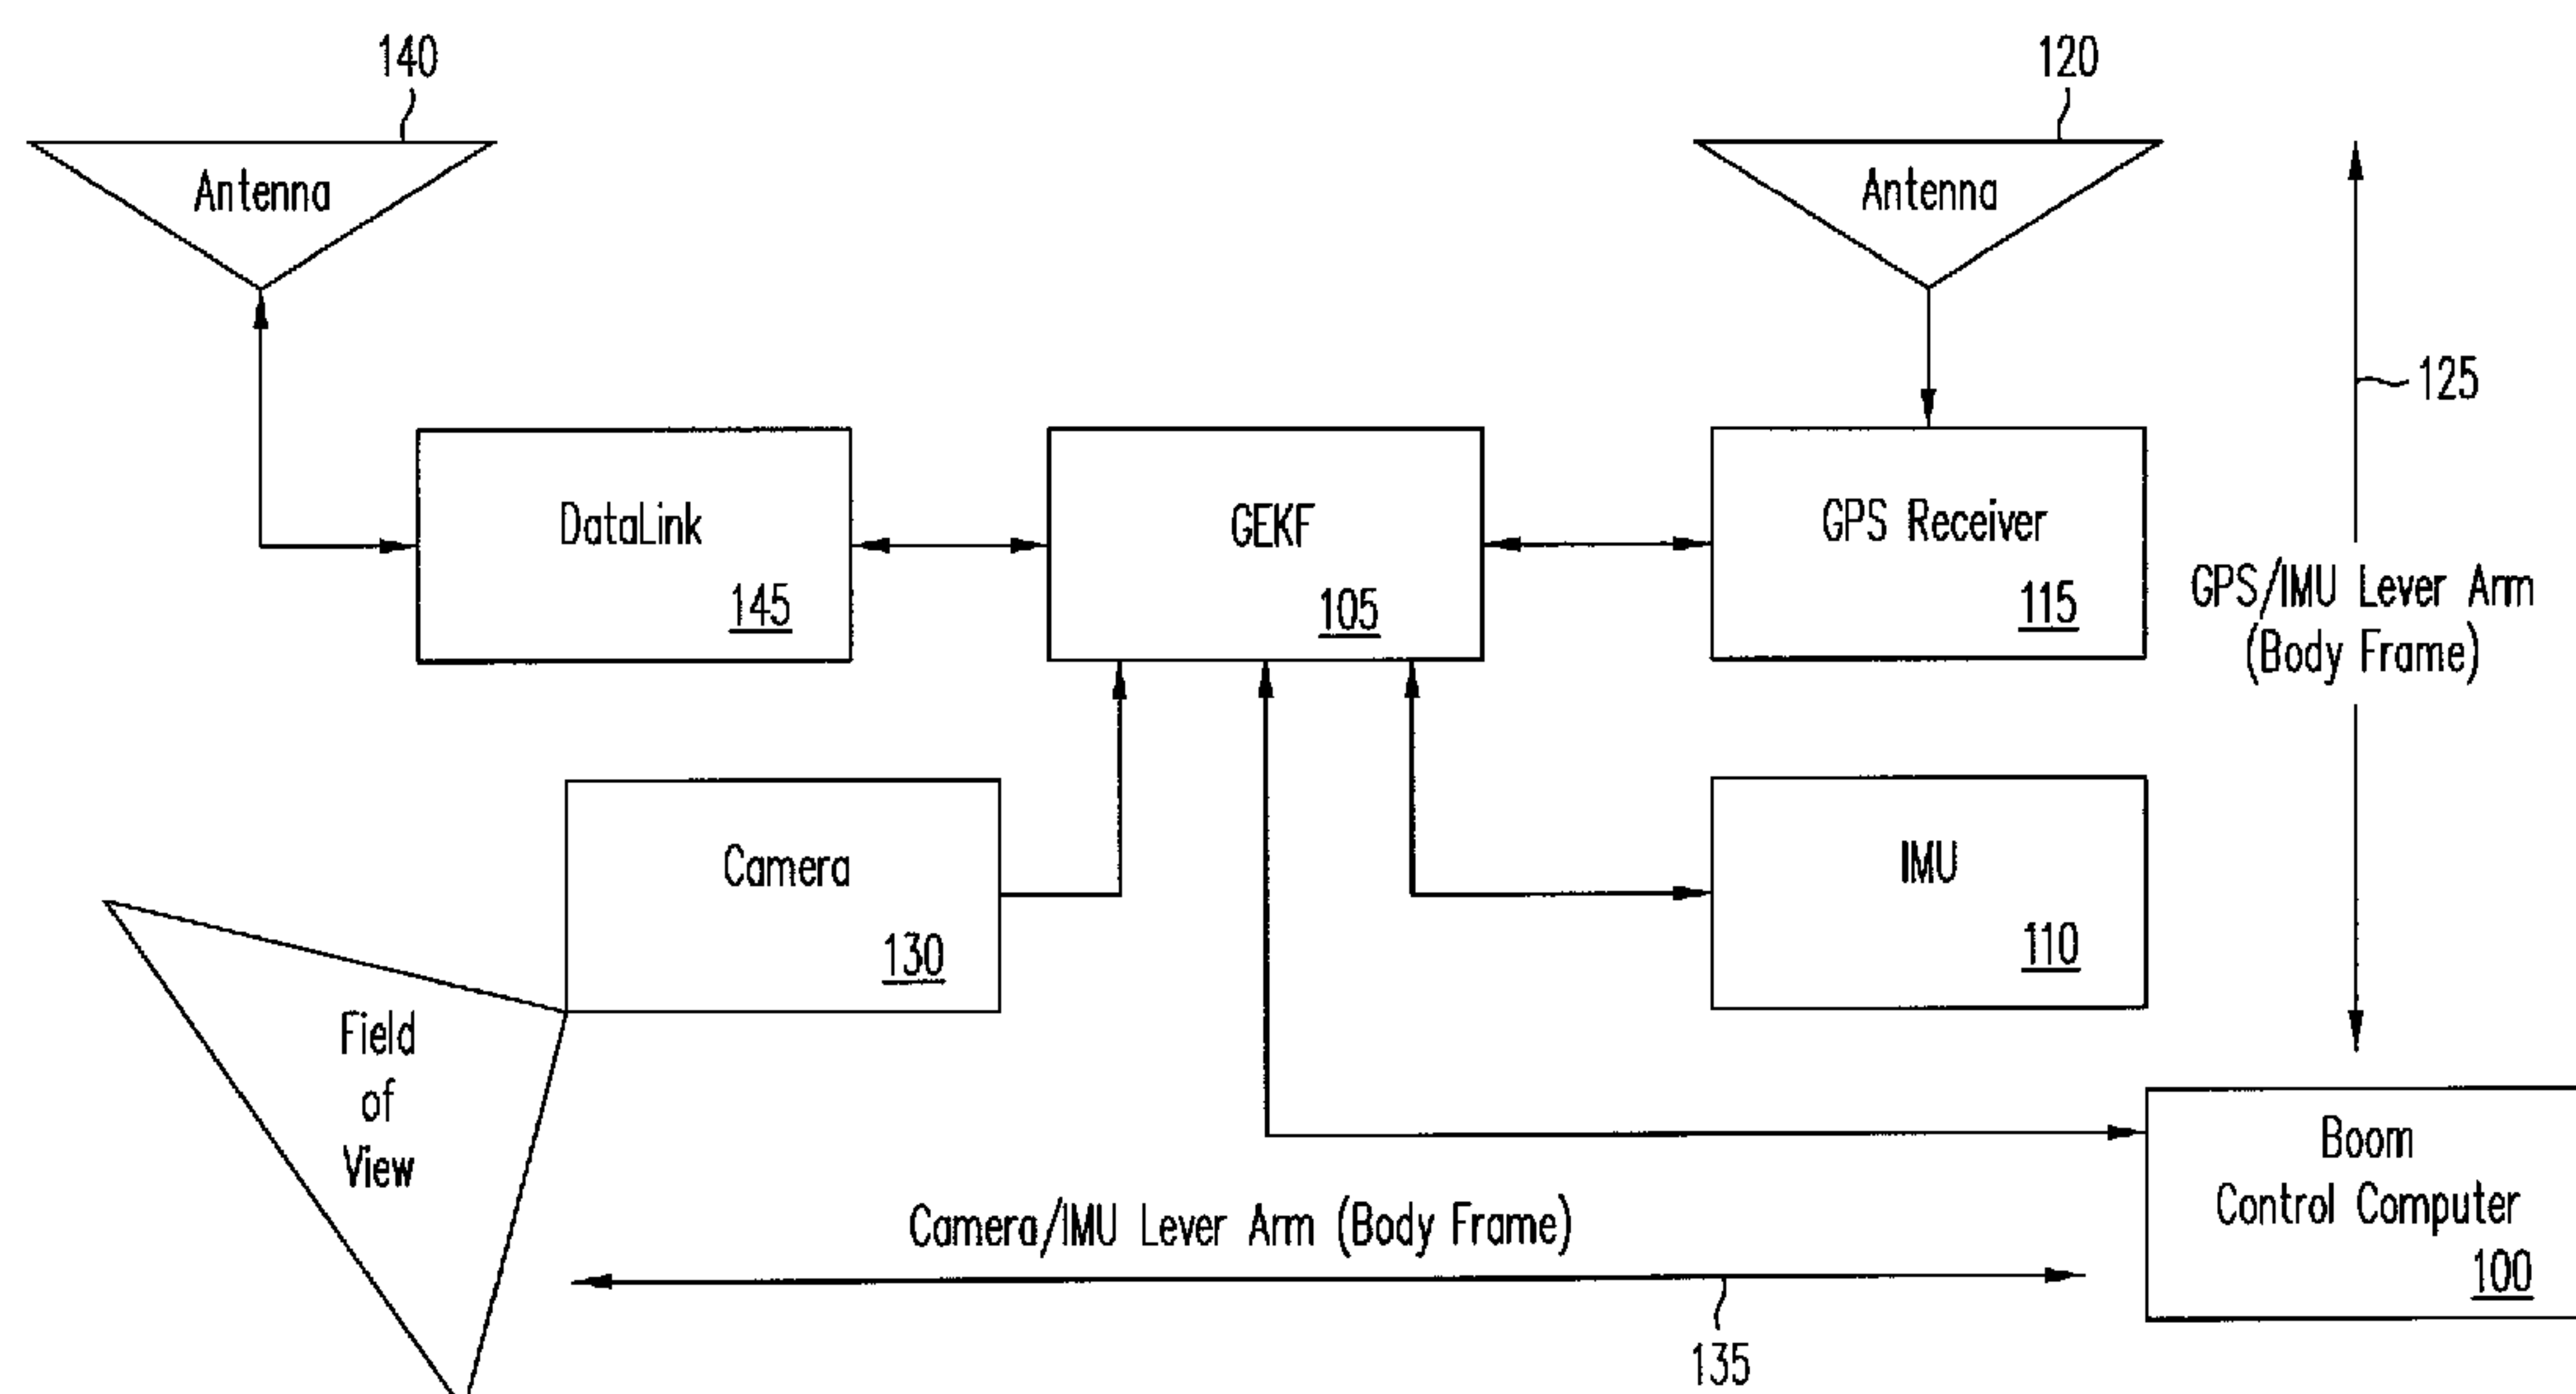 140
120
Antenna
Antenna
125
DataLink
145
GEKF
105
GPS Receiver
115
GPS/IMU Lever Arm
(Body Frame)
Camera
130
IMU
110
Field
of
View
Boom
Control Computer
100
Camera/IMU Lever Arm (Body Frame)
135